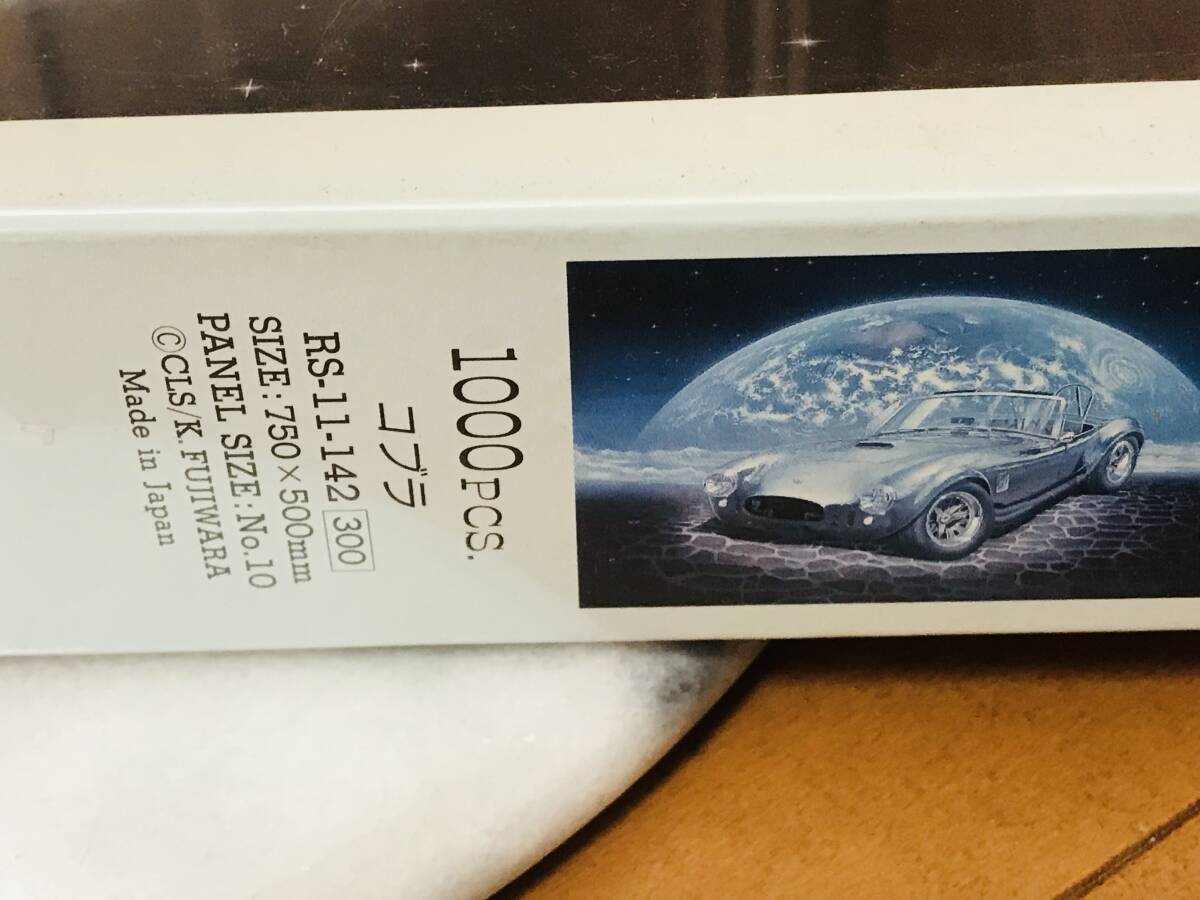 1000PCS.
コブラ
RS-11-142 300
SIZE:750×500mm
PANEL SIZE:No.10
©CLS/K.FUJIWARA
Made in Japan